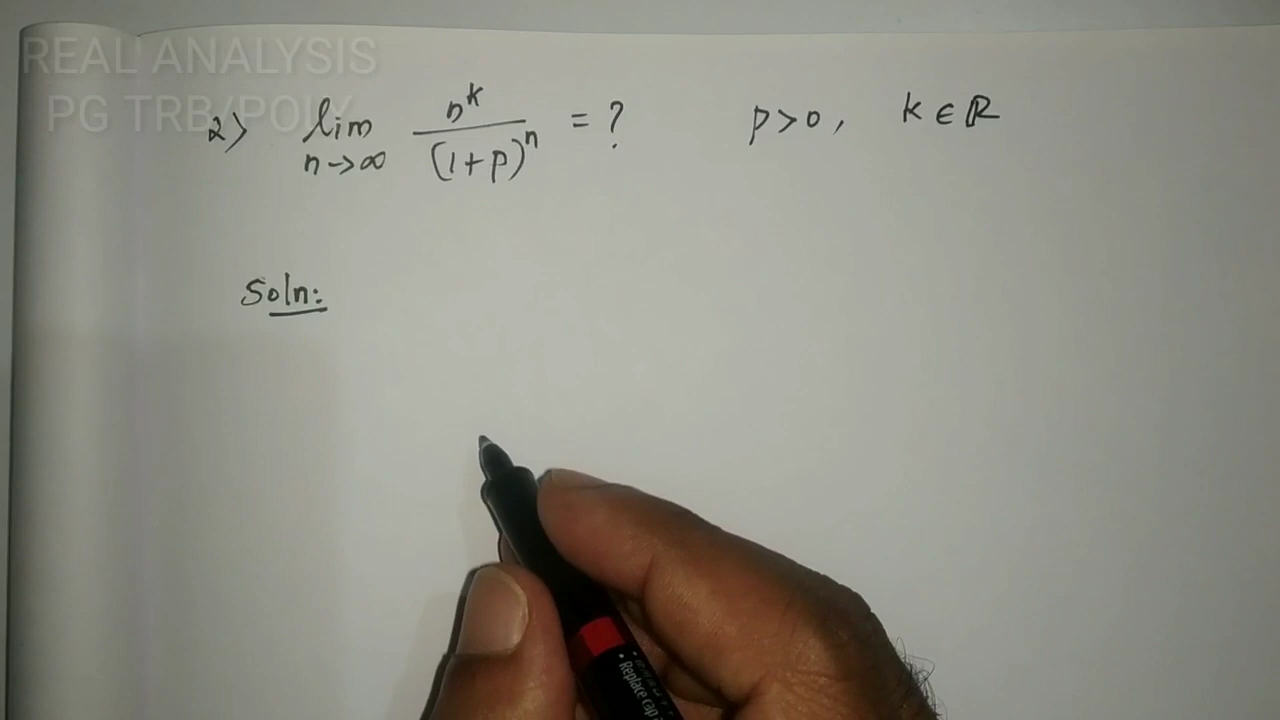 REAL ANALYSIS
PG TRB/POLY
2) lim n→∞ n^k / (1+p)^n = ? p>0, k ∈ ℝ
Soln:
Replace cap